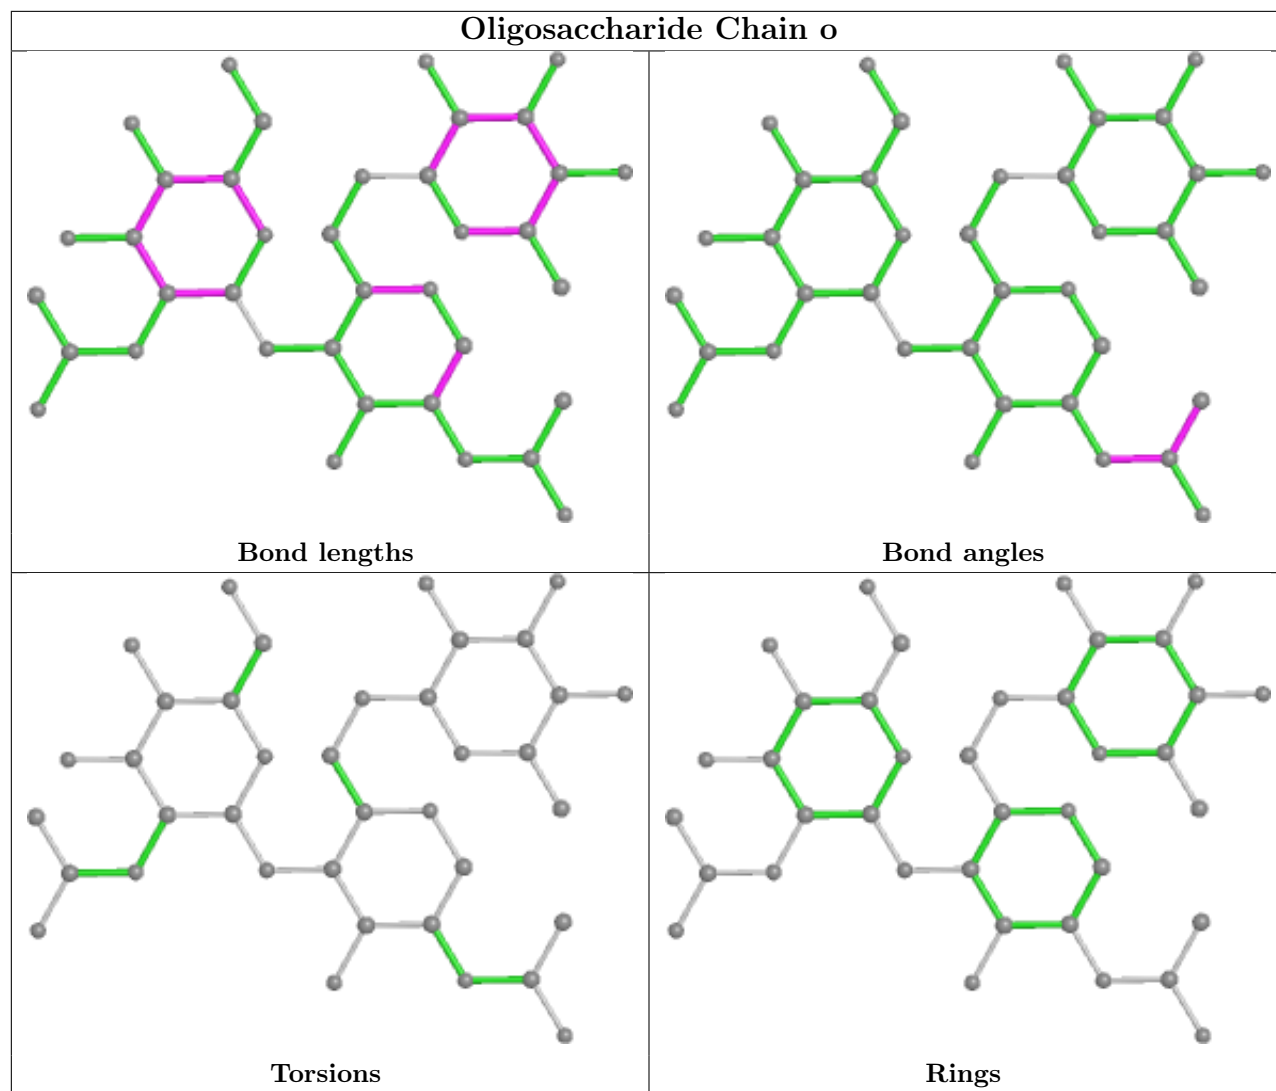 Oligosaccharide Chain o
Bond lengths
Bond angles
Torsions
Rings